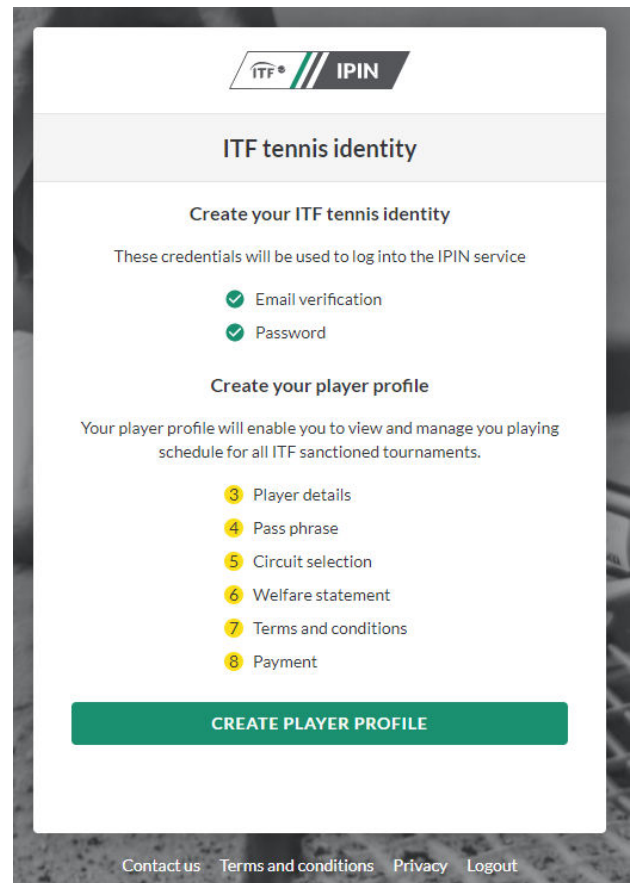 ITF IPIN
ITF tennis identity
Create your ITF tennis identity
These credentials will be used to log into the IPIN service
Email verification
Password
Create your player profile
Your player profile will enable you to view and manage you playing
schedule for all ITF sanctioned tournaments.
3 Player details
4 Pass phrase
5 Circuit selection
6 Welfare statement
7 Terms and conditions
8 Payment
CREATE PLAYER PROFILE
Contact us Terms and conditions Privacy Logout